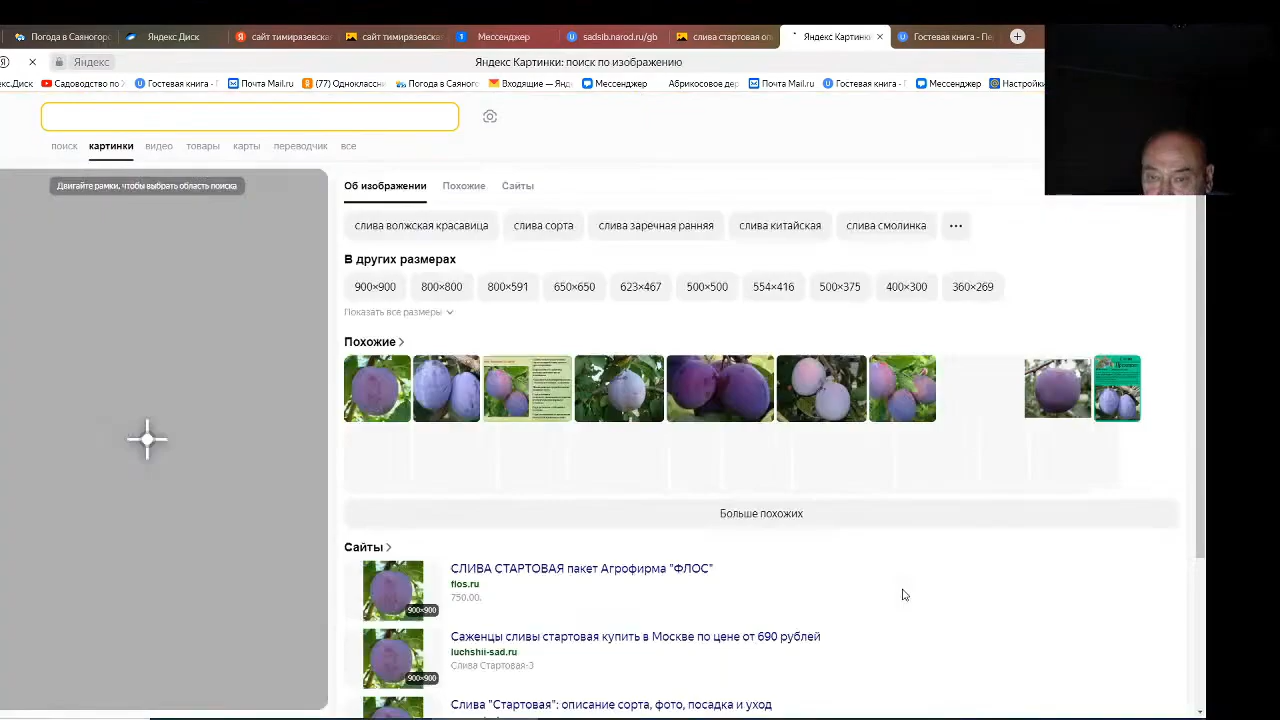 Погода в Саяногор
Яндекс Диск
сайт тимирязевска
сайт тимирязевска
Мессенджер
sadsib.narod.ru/gb
слива стартовая оп
Яндекс Картинки
Гостевая книга - Пе
Яндекс
Яндекс Картинки: поиск по изображению
кс.Диск
Садоводство по
Гостевая книга - Г
Почта Mail.ru
(77) Одноклассн
Погода в Саяног
Входящие — Янд
Мессенджер
Абрикосовое дер
Почта Mail.ru
Гостевая книга - Г
Мессенджер
Настройки
поиск
картинки
видео
товары
карты
переводчик
все
Двигайте рамки, чтобы выбрать область поиска
Об изображении
Похожие
Сайты
слива волжская красавица
слива сорта
слива заречная ранняя
слива китайская
слива смолинка
В других размерах
900×900
800×800
800×591
650×650
623×467
500×500
554×416
500×375
400×300
360×269
Показать все размеры
Похожие
Больше похожих
Сайты
СЛИВА СТАРТОВАЯ пакет Агрофирма "ФЛОС"
flos.ru
750.00.
900×900
Саженцы сливы стартовая купить в Москве по цене от 690 рублей
luchshii-sad.ru
Слива Стартовая-3
900×900
Слива "Стартовая": описание сорта, фото, посадка и уход